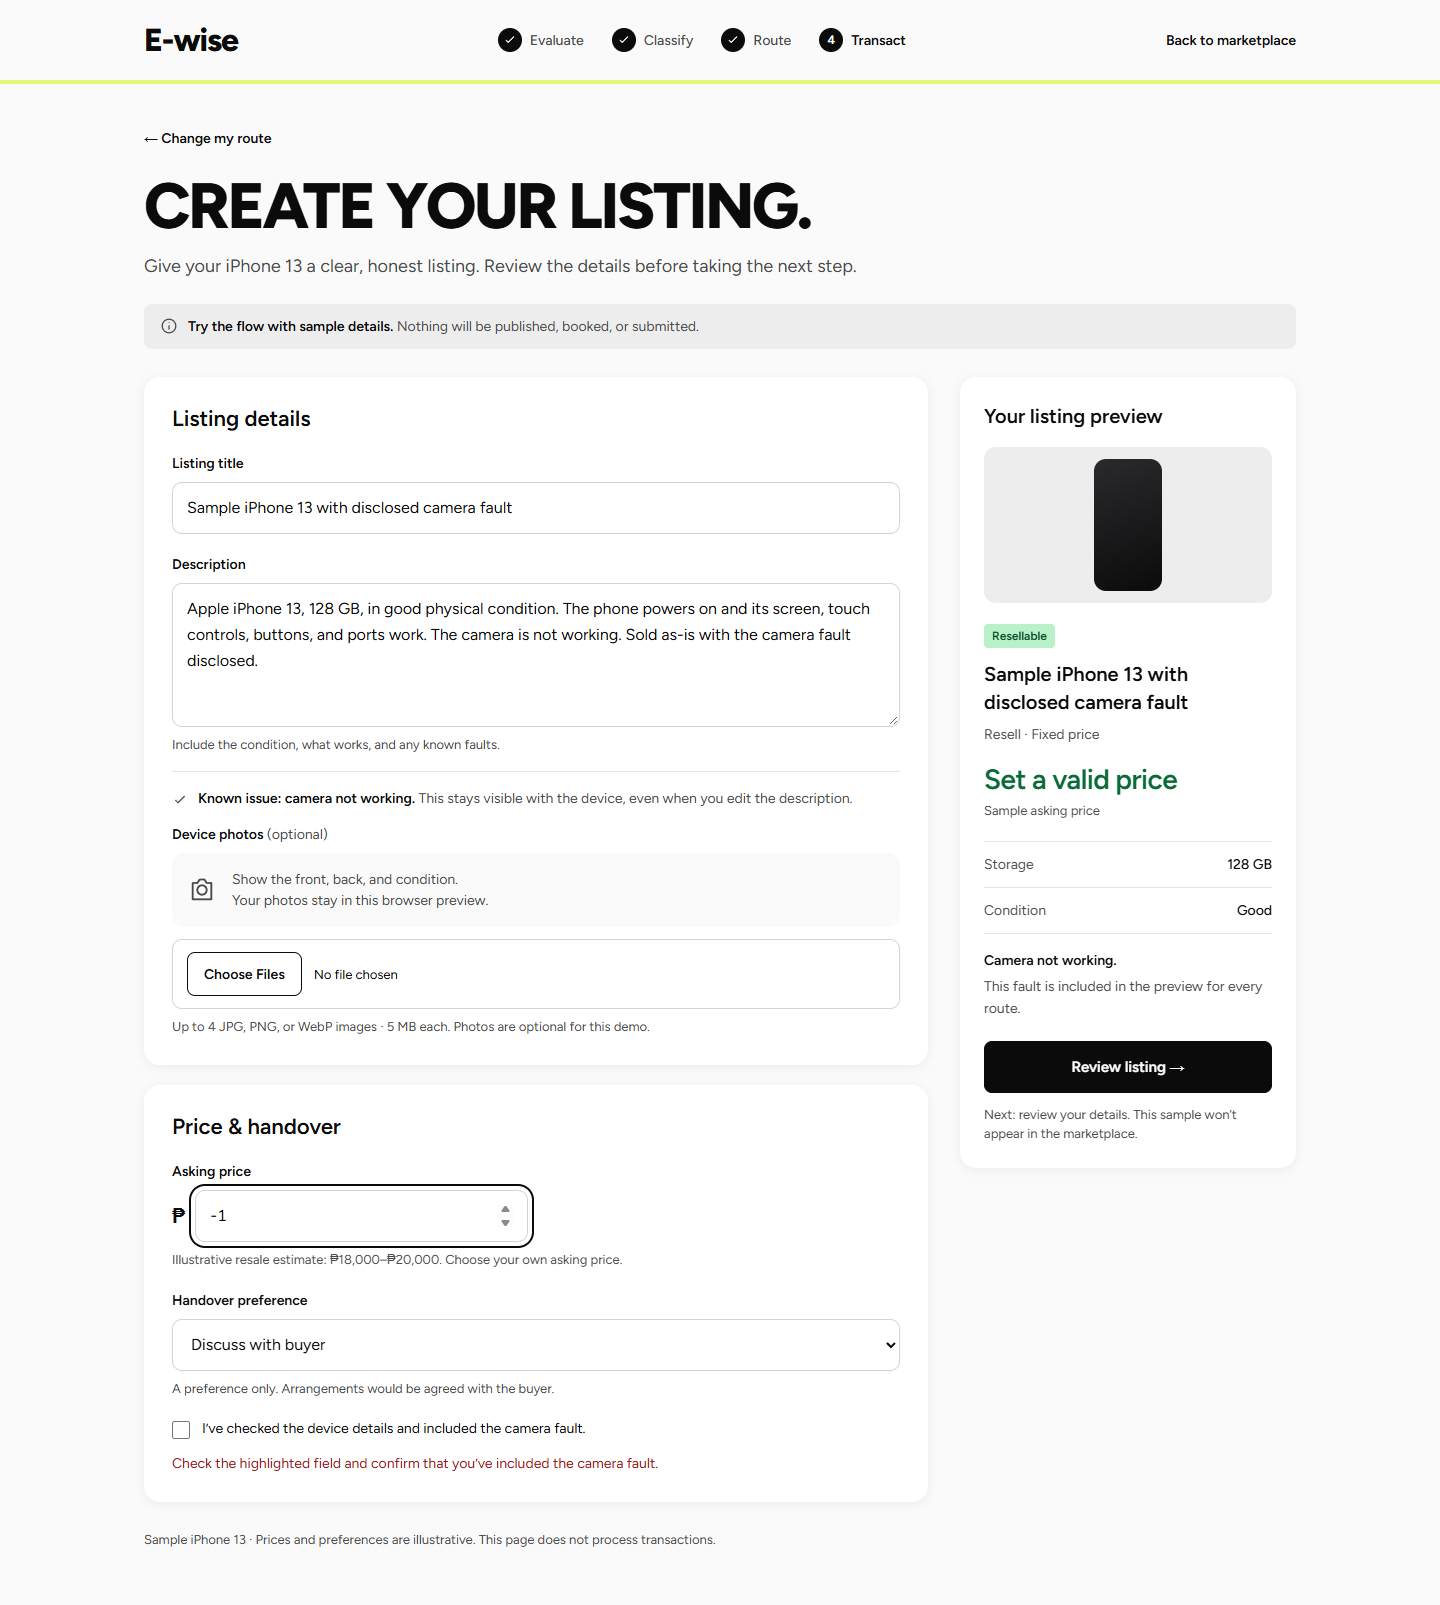 E-wise
Evaluate
Classify
Route
4 Transact
Back to marketplace
← Change my route
CREATE YOUR LISTING.
Give your iPhone 13 a clear, honest listing. Review the details before taking the next step.
Try the flow with sample details. Nothing will be published, booked, or submitted.
Listing details
Listing title
Sample iPhone 13 with disclosed camera fault
Description
Apple iPhone 13, 128 GB, in good physical condition. The phone powers on and its screen, touch
controls, buttons, and ports work. The camera is not working. Sold as-is with the camera fault
disclosed.
Include the condition, what works, and any known faults.
Known issue: camera not working. This stays visible with the device, even when you edit the description.
Device photos (optional)
Show the front, back, and condition.
Your photos stay in this browser preview.
Choose Files No file chosen
Up to 4 JPG, PNG, or WebP images · 5 MB each. Photos are optional for this demo.
Price & handover
Asking price
₱ -1
Illustrative resale estimate: ₱18,000–₱20,000. Choose your own asking price.
Handover preference
Discuss with buyer
A preference only. Arrangements would be agreed with the buyer.
I’ve checked the device details and included the camera fault.
Check the highlighted field and confirm that you’ve included the camera fault.
Your listing preview
Resellable
Sample iPhone 13 with
disclosed camera fault
Resell · Fixed price
Set a valid price
Sample asking price
Storage 128 GB
Condition Good
Camera not working.
This fault is included in the preview for every
route.
Review listing →
Next: review your details. This sample won’t
appear in the marketplace.
Sample iPhone 13 · Prices and preferences are illustrative. This page does not process transactions.